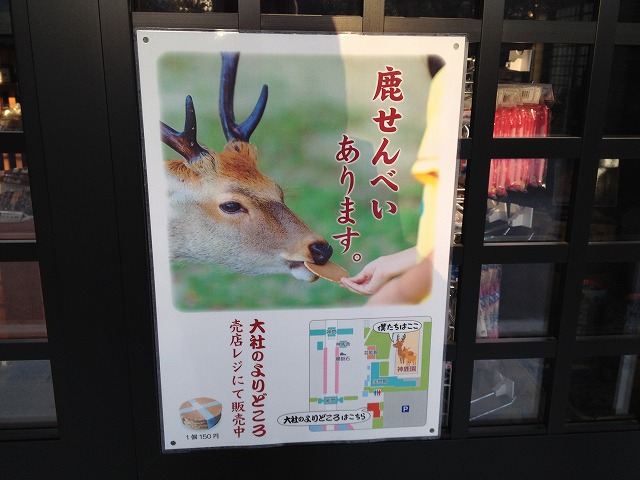 鹿せんべい
あります。
大社のよりどころ
売店レジにて販売中
1個150円
僕たちはここ
神鹿園
大社のよりどころはこちら
P